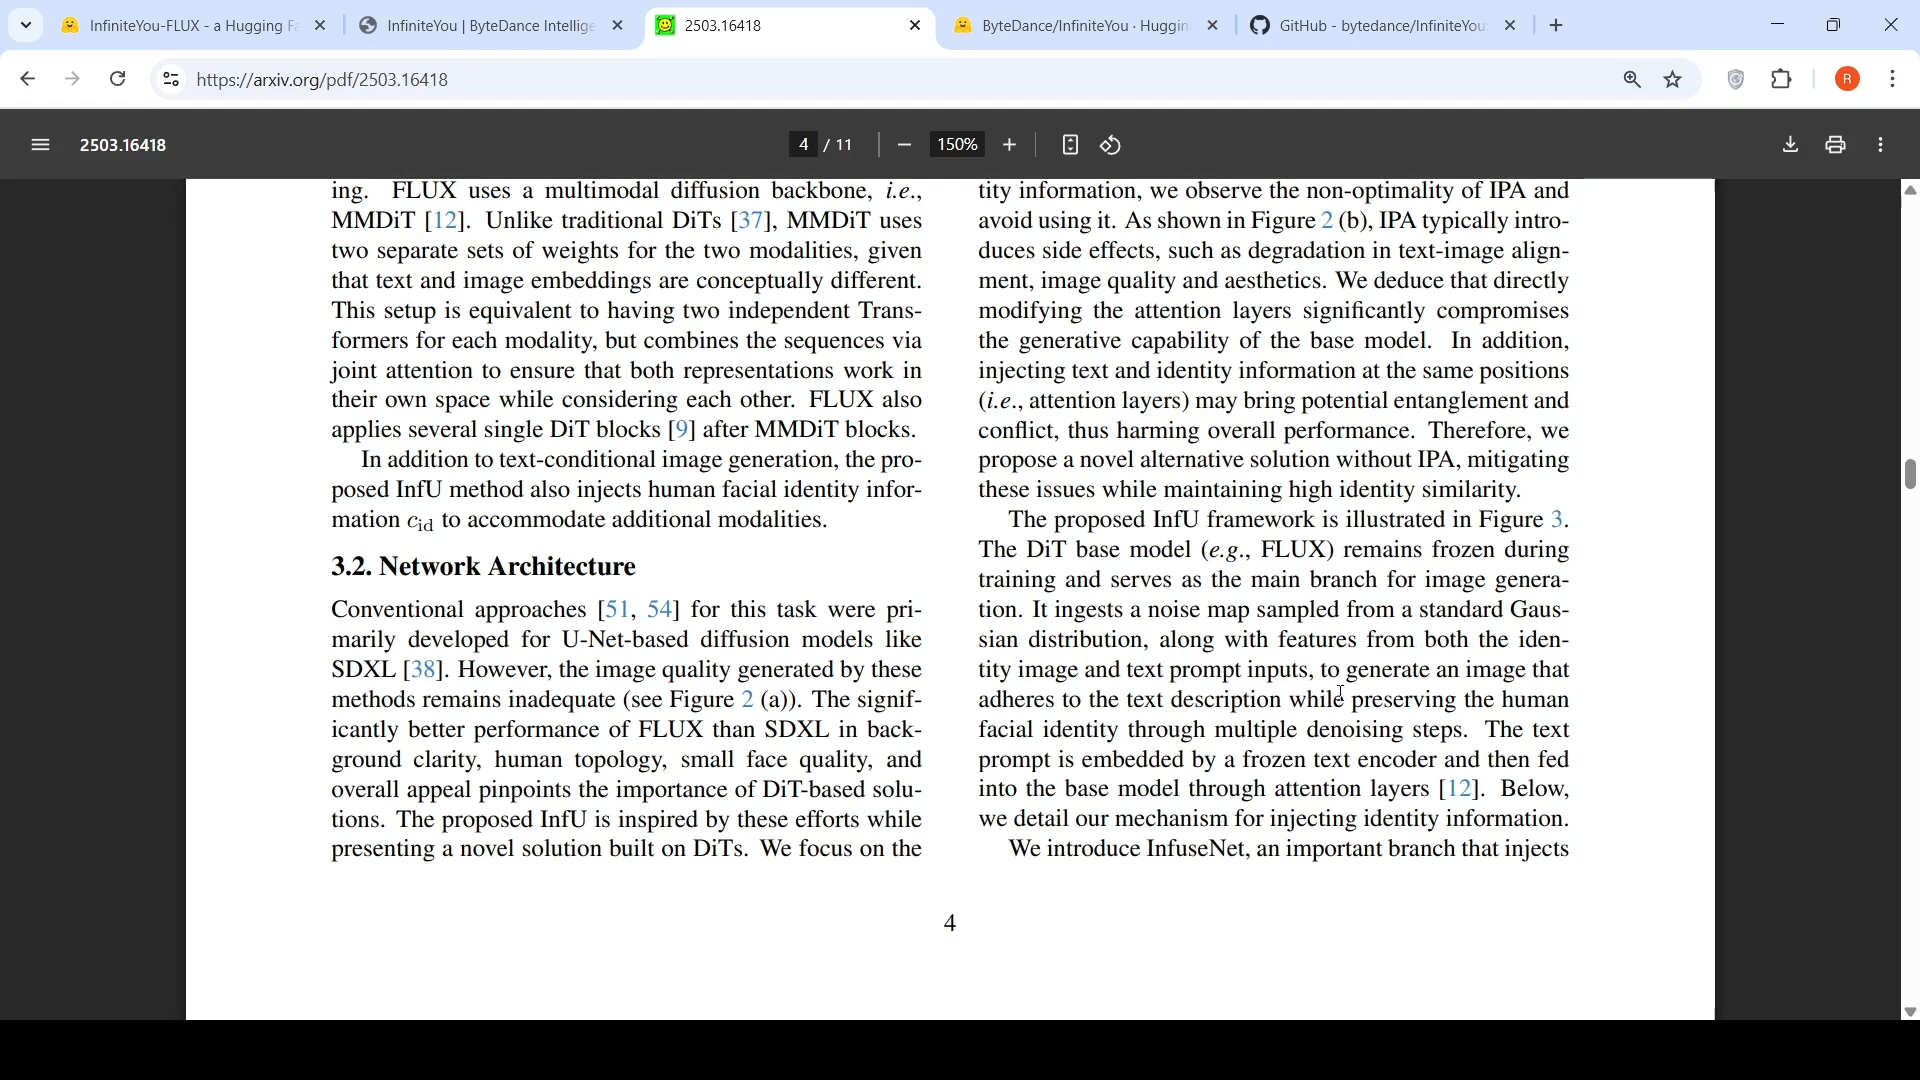 InfiniteYou-FLUX - a Hugging Fa
InfiniteYou | ByteDance Intellige
2503.16418
ByteDance/InfiniteYou · Huggin
GitHub - bytedance/InfiniteYou:
https://arxiv.org/pdf/2503.16418
R
2503.16418
4 / 11
150%
ing. FLUX uses a multimodal diffusion backbone, i.e.,
MMDiT [12]. Unlike traditional DiTs [37], MMDiT uses
two separate sets of weights for the two modalities, given
that text and image embeddings are conceptually different.
This setup is equivalent to having two independent Trans-
formers for each modality, but combines the sequences via
joint attention to ensure that both representations work in
their own space while considering each other. FLUX also
applies several single DiT blocks [9] after MMDiT blocks.
In addition to text-conditional image generation, the pro-
posed InfU method also injects human facial identity infor-
mation cid to accommodate additional modalities.
3.2. Network Architecture
Conventional approaches [51, 54] for this task were pri-
marily developed for U-Net-based diffusion models like
SDXL [38]. However, the image quality generated by these
methods remains inadequate (see Figure 2 (a)). The signif-
icantly better performance of FLUX than SDXL in back-
ground clarity, human topology, small face quality, and
overall appeal pinpoints the importance of DiT-based solu-
tions. The proposed InfU is inspired by these efforts while
presenting a novel solution built on DiTs. We focus on the
tity information, we observe the non-optimality of IPA and
avoid using it. As shown in Figure 2 (b), IPA typically intro-
duces side effects, such as degradation in text-image align-
ment, image quality and aesthetics. We deduce that directly
modifying the attention layers significantly compromises
the generative capability of the base model. In addition,
injecting text and identity information at the same positions
(i.e., attention layers) may bring potential entanglement and
conflict, thus harming overall performance. Therefore, we
propose a novel alternative solution without IPA, mitigating
these issues while maintaining high identity similarity.
The proposed InfU framework is illustrated in Figure 3.
The DiT base model (e.g., FLUX) remains frozen during
training and serves as the main branch for image genera-
tion. It ingests a noise map sampled from a standard Gaus-
sian distribution, along with features from both the iden-
tity image and text prompt inputs, to generate an image that
adheres to the text description while preserving the human
facial identity through multiple denoising steps. The text
prompt is embedded by a frozen text encoder and then fed
into the base model through attention layers [12]. Below,
we detail our mechanism for injecting identity information.
We introduce InfuseNet, an important branch that injects
4